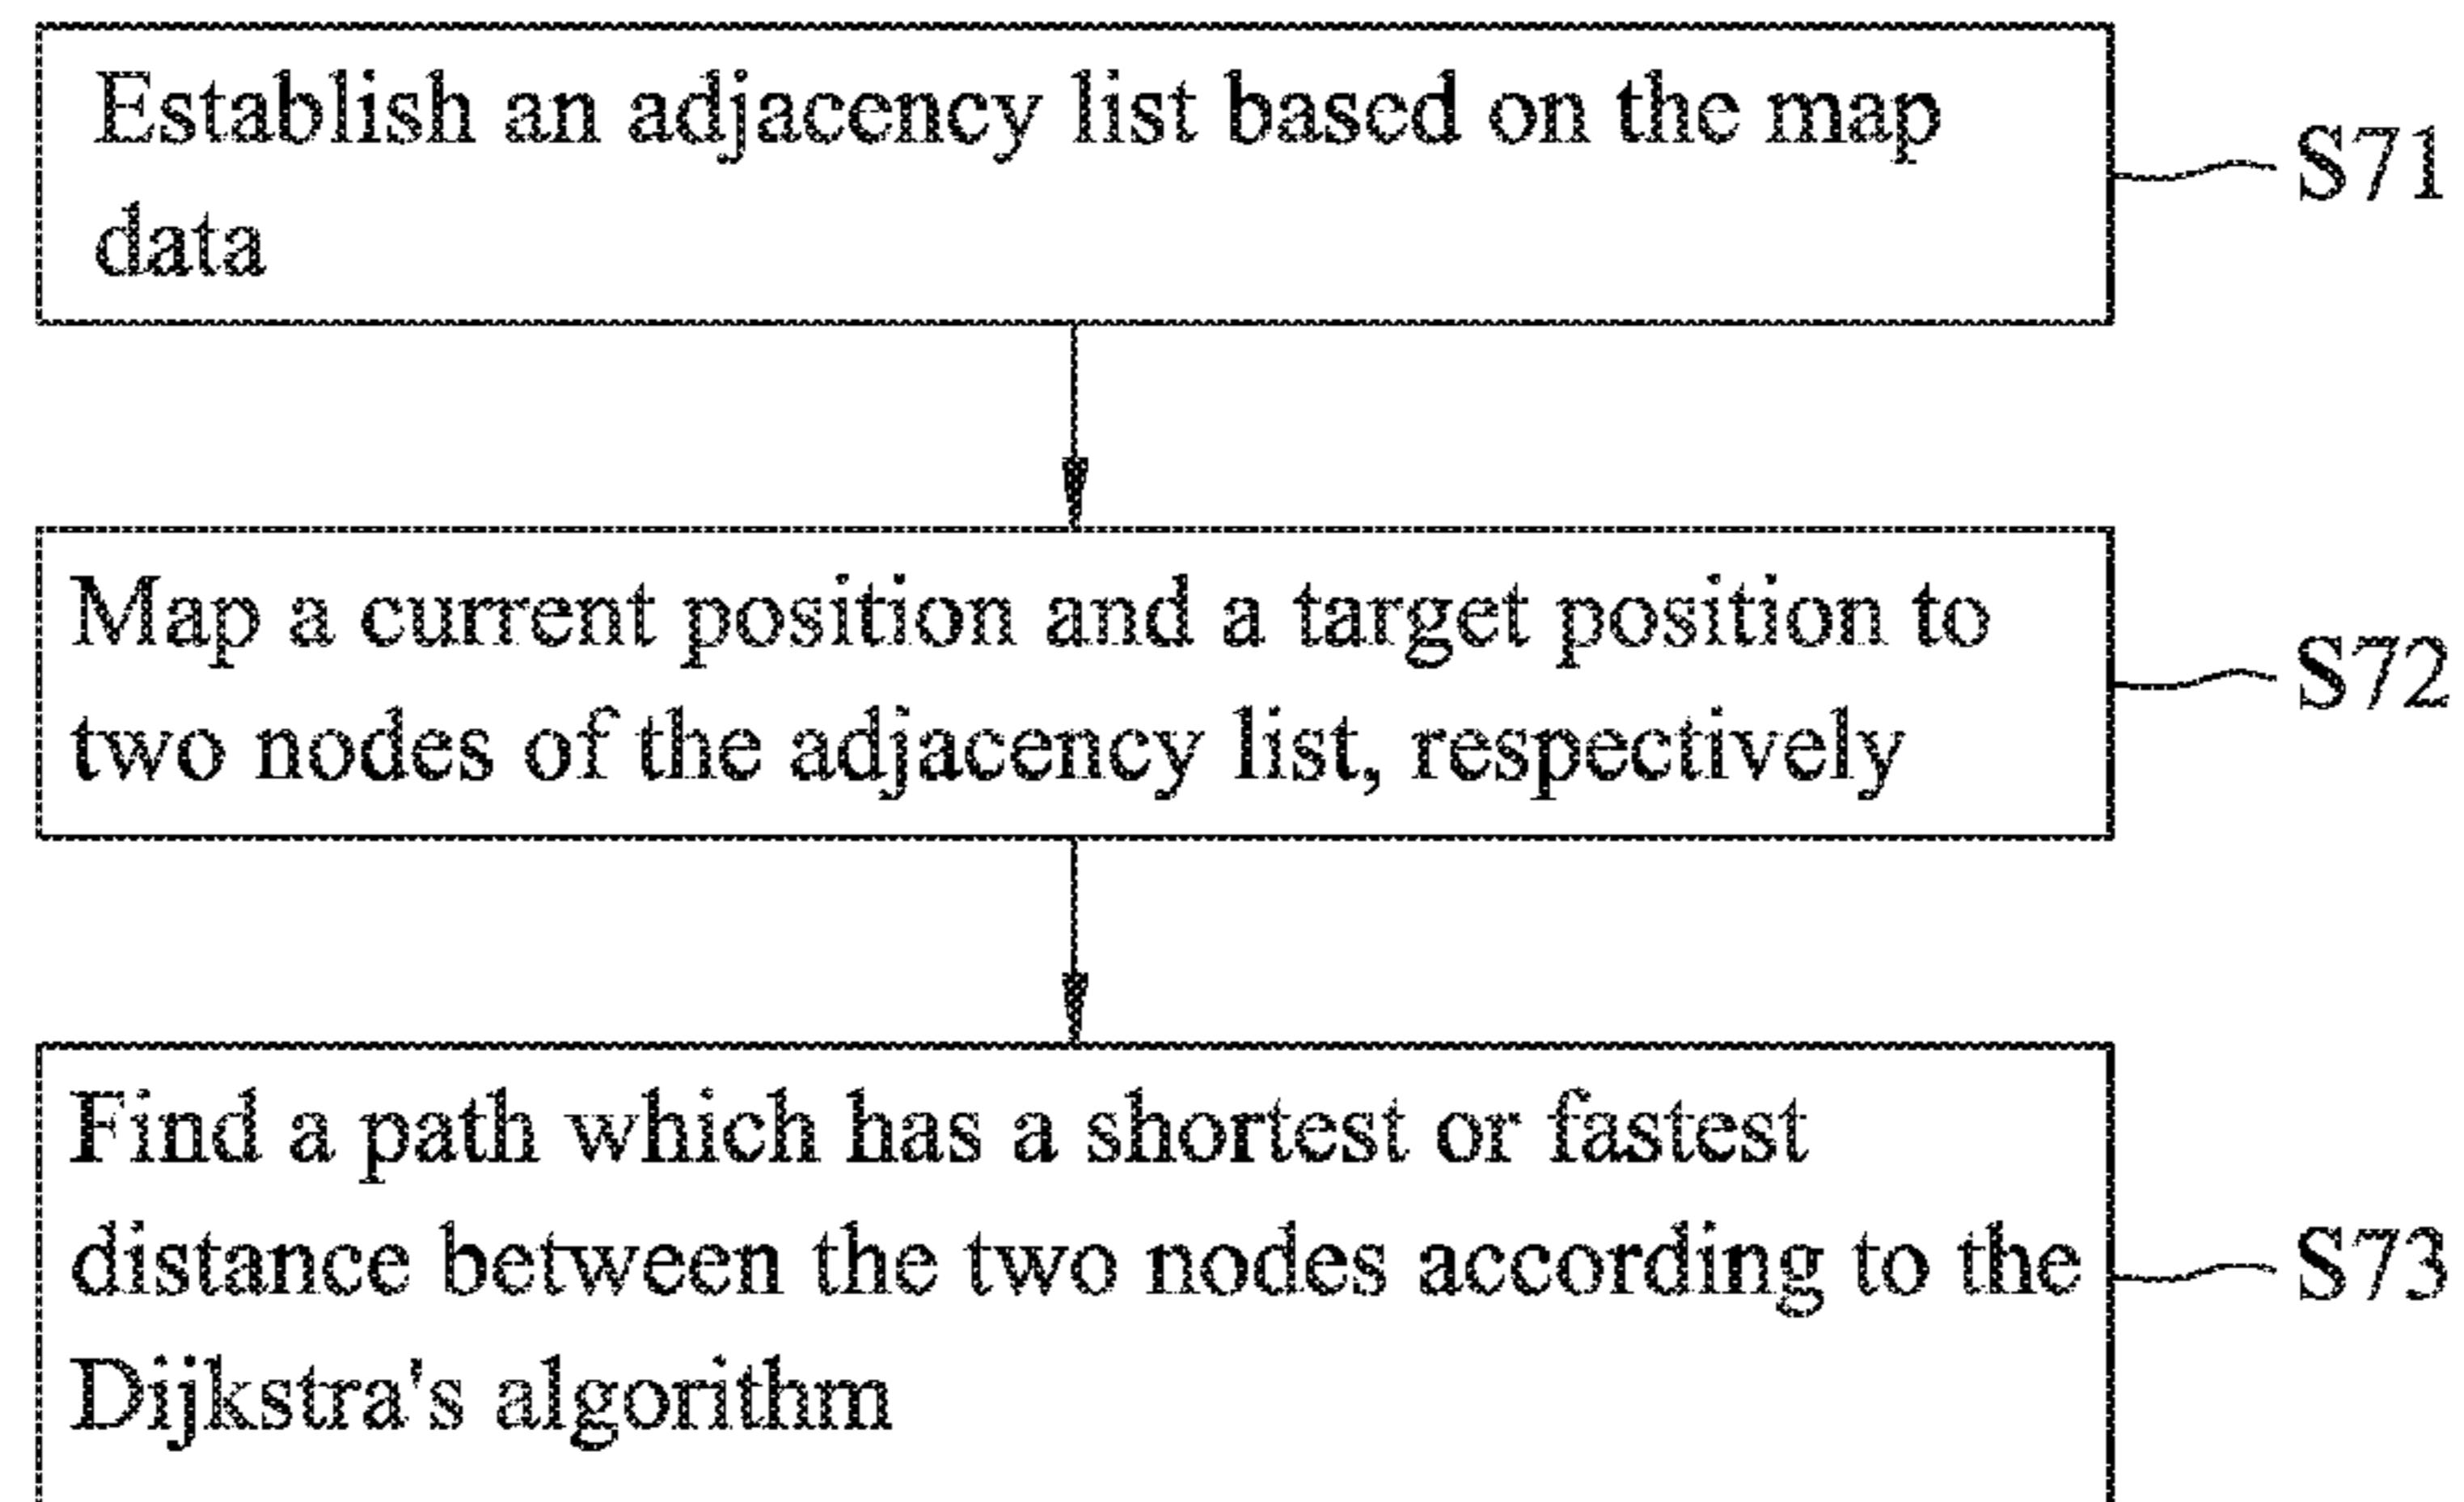 Establish an adjacency list based on the map
data
S71
Map a current position and a target position to
two nodes of the adjacency list, respectively
S72
Find a path which has a shortest or fastest
distance between the two nodes according to the
Dijkstra's algorithm
S73